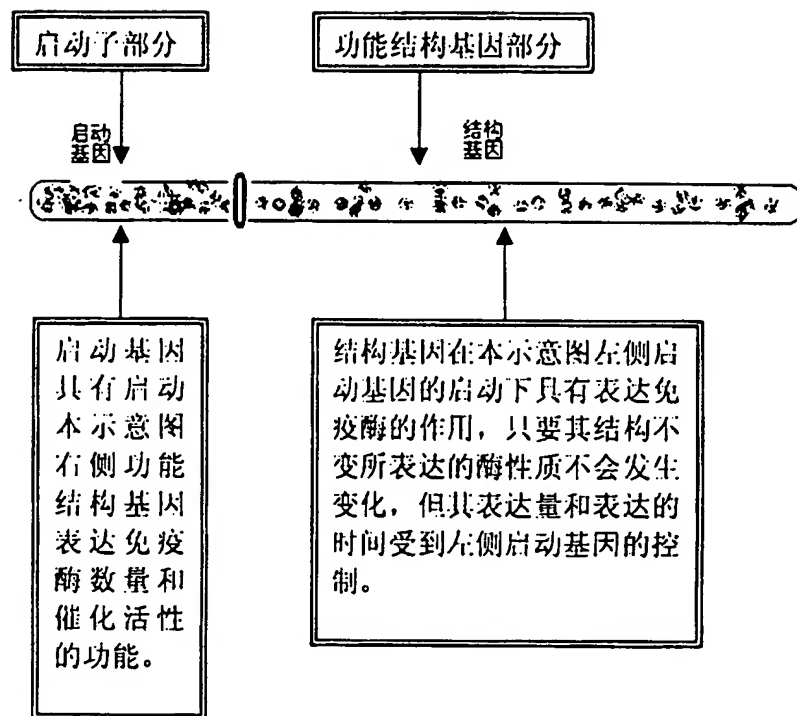 启动子部分
功能结构基因部分
启动
基因
结构
基因
启动基因
具有启动
本示意图
右侧功能
结构基因
表达免疫
酶数量和
催化活性
的功能。
结构基因在本示意图左侧启
动基因的启动下具有表达免
疫酶的作用，只要其结构不
变所表达的酶性质不会发生
变化，但其表达量和表达的
时间受到左侧启动基因的控
制。